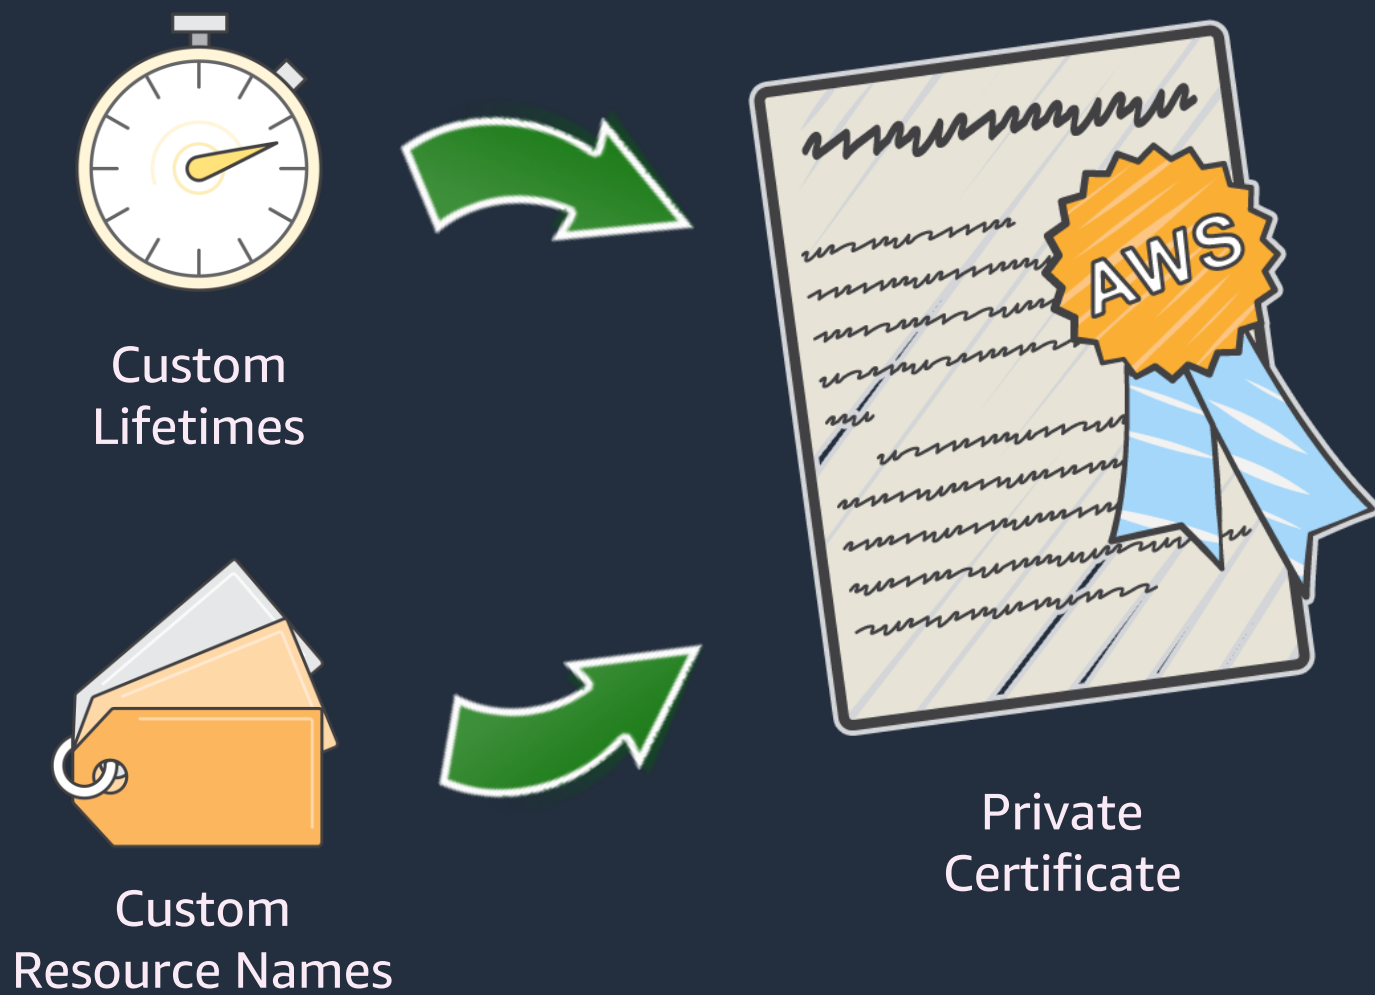 Custom
Lifetimes
AWS
Private
Certificate
Custom
Resource Names